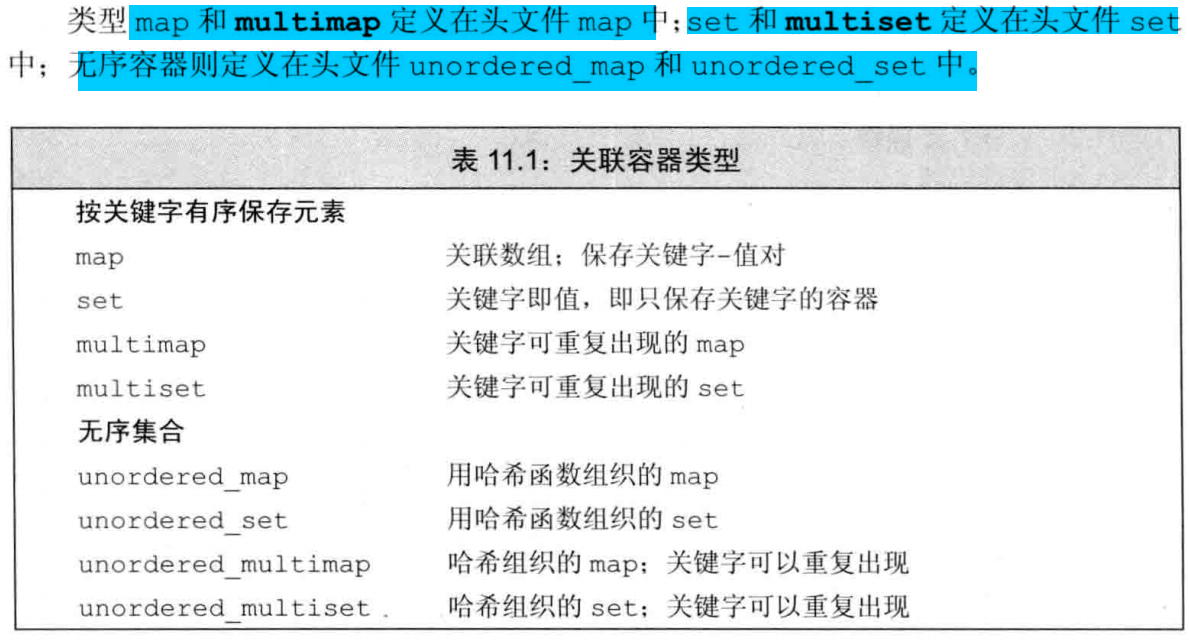 类型 map 和 multimap 定义在头文件 map 中;set 和 multiset 定义在头文件 set
中；无序容器则定义在头文件 unordered_map 和 unordered_set 中。
表 11.1：关联容器类型
按关键字有序保存元素
map 关联数组；保存关键字-值对
set 关键字即值，即只保存关键字的容器
multimap 关键字可重复出现的 map
multiset 关键字可重复出现的 set
无序集合
unordered_map 用哈希函数组织的 map
unordered_set 用哈希函数组织的 set
unordered_multimap 哈希组织的 map；关键字可以重复出现
unordered_multiset 哈希组织的 set；关键字可以重复出现